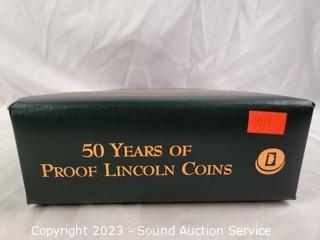 50 YEARS OF
PROOF LINCOLN COINS
Copyright 2023 - Sound Auction Service